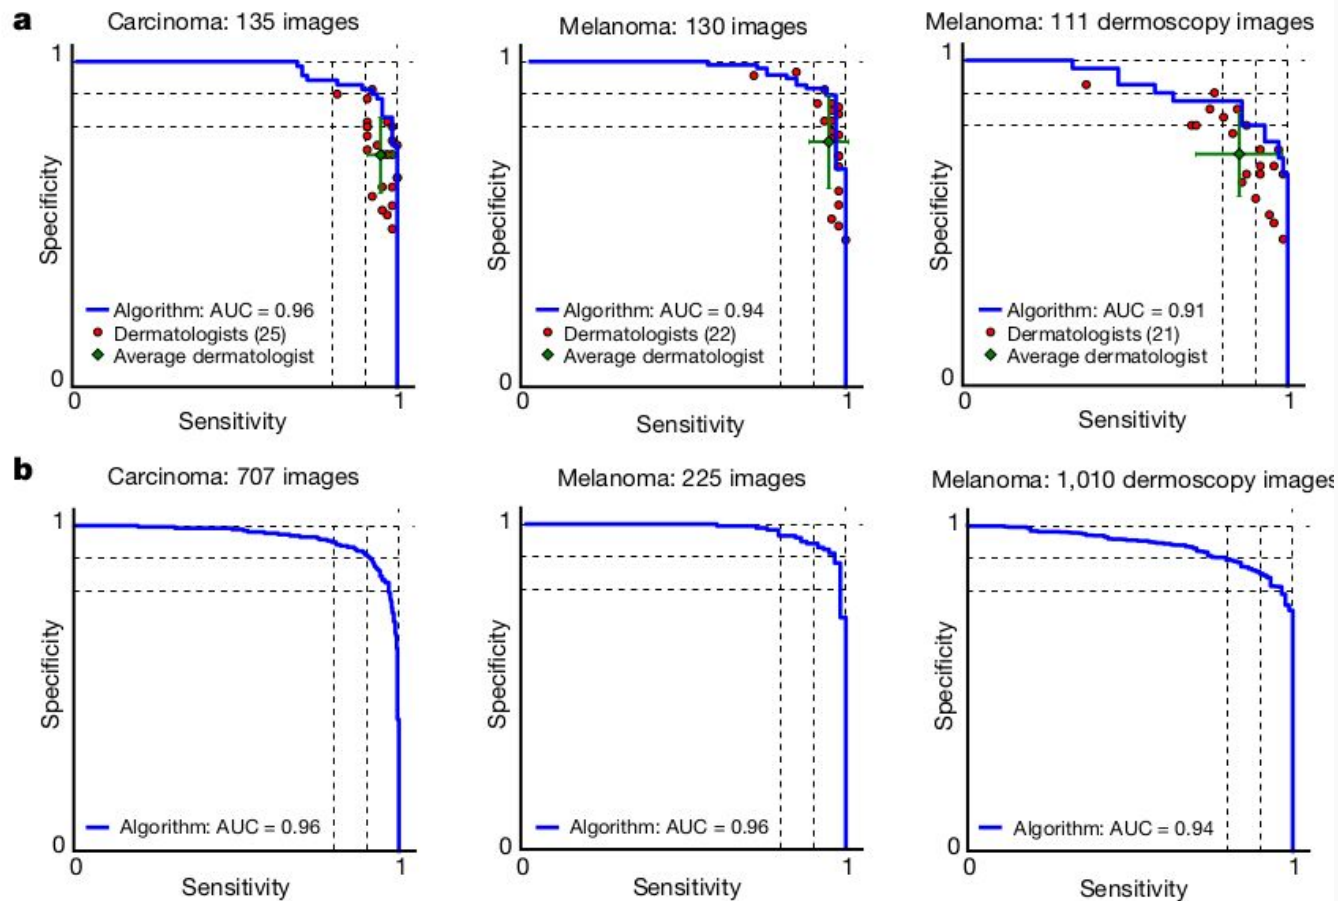 a
Carcinoma: 135 images
1
Specificity
Algorithm: AUC = 0.96
Dermatologists (25)
Average dermatologist
0
0
1
Sensitivity
Melanoma: 130 images
1
Specificity
Algorithm: AUC = 0.94
Dermatologists (22)
Average dermatologist
0
0
1
Sensitivity
Melanoma: 111 dermoscopy images
1
Specificity
Algorithm: AUC = 0.91
Dermatologists (21)
Average dermatologist
0
0
1
Sensitivity
b
Carcinoma: 707 images
1
Specificity
Algorithm: AUC = 0.96
0
0
1
Sensitivity
Melanoma: 225 images
1
Specificity
Algorithm: AUC = 0.96
0
0
1
Sensitivity
Melanoma: 1,010 dermoscopy images
1
Specificity
Algorithm: AUC = 0.94
0
0
1
Sensitivity